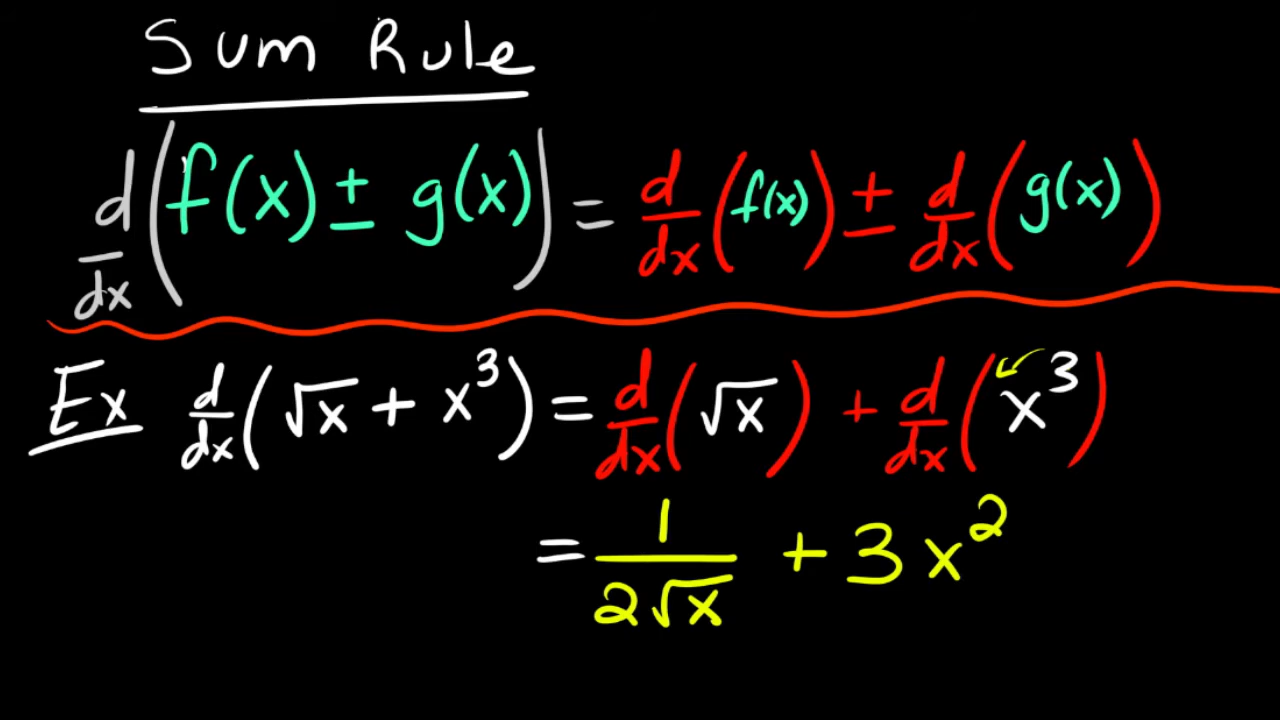 Sum Rule
d/dx (f(x) ± g(x)) = d/dx (f(x)) ± d/dx (g(x))
Ex d/dx (√x + x³) = d/dx (√x) + d/dx (x³)
= 1/(2√x) + 3x²